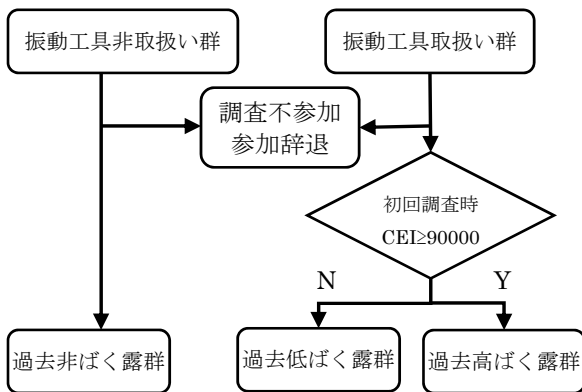 振動工具非取扱い群
振動工具取扱い群
調査不参加
参加辞退
初回調査時
CEI≥90000
N
Y
過去非ばく露群
過去低ばく露群
過去高ばく露群